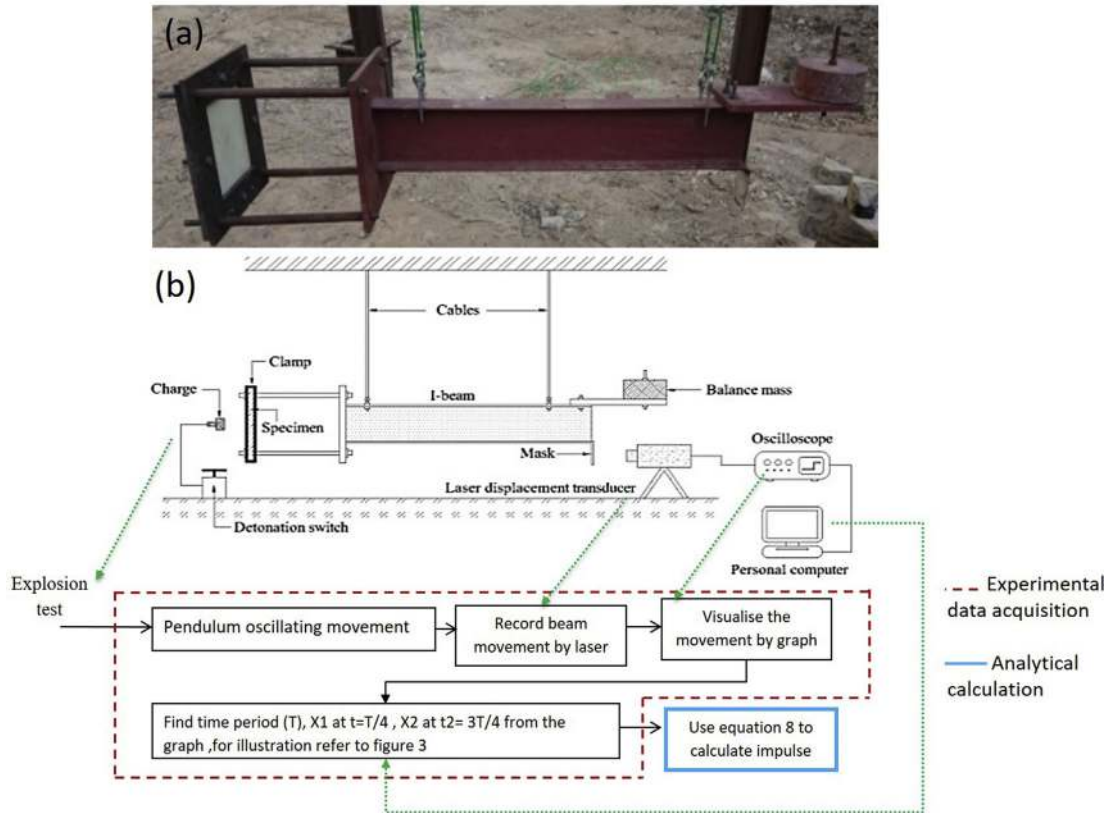 (a)
(b)
Cables
Clamp
Charge
I-beam
Balance mass
Specimen
Oscilloscope
Mask
Laser displacement transducer
Detonation switch
Personal computer
Explosion
test
Pendulum oscillating movement
Record beam
movement by laser
Visualise the
movement by graph
Experimental
data acquisition
Analytical
calculation
Find time period (T), X1 at t=T/4 , X2 at t2= 3T/4 from the
graph ,for illustration refer to figure 3
Use equation 8 to
calculate impulse